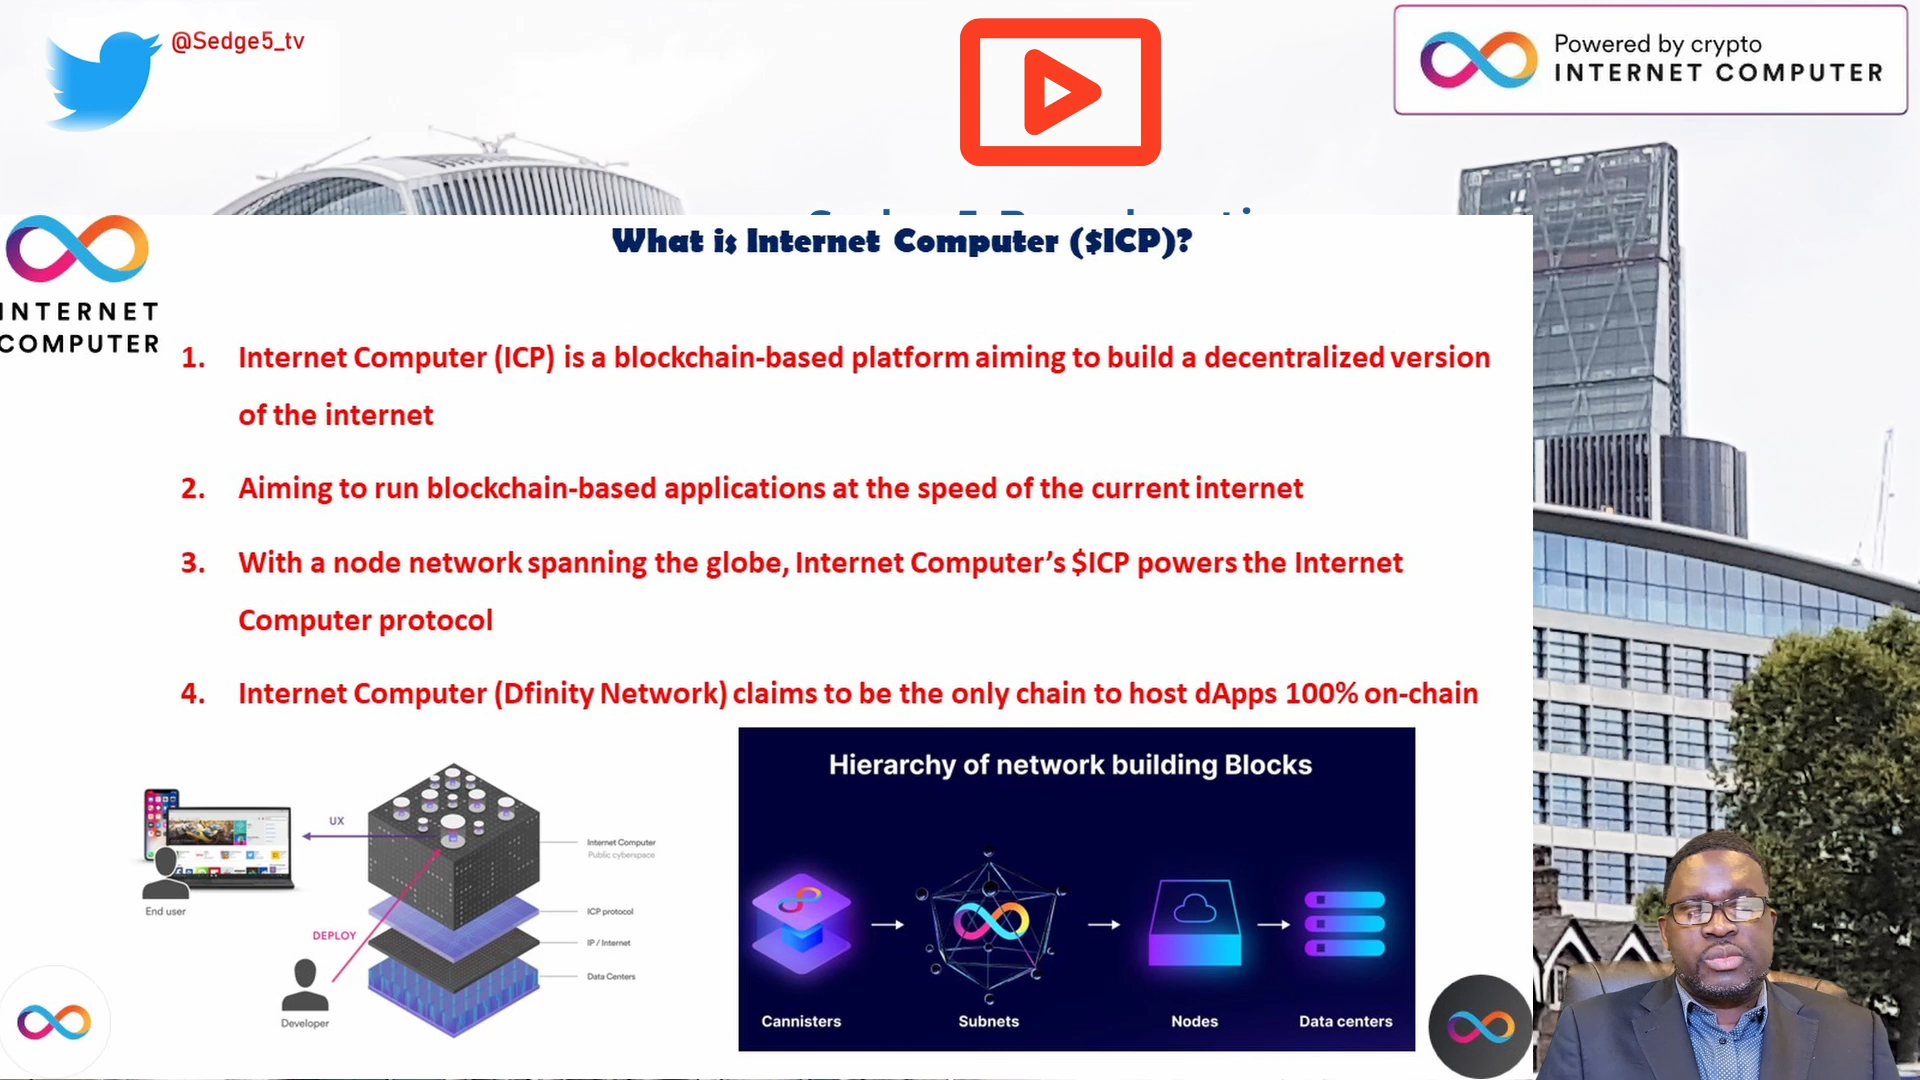 @Sedge5_tv
Powered by crypto
INTERNET COMPUTER
What is Internet Computer ($ICP)?
INTERNET
COMPUTER
1. Internet Computer (ICP) is a blockchain-based platform aiming to build a decentralized version
of the internet
2. Aiming to run blockchain-based applications at the speed of the current internet
3. With a node network spanning the globe, Internet Computer’s $ICP powers the Internet
Computer protocol
4. Internet Computer (Dfinity Network) claims to be the only chain to host dApps 100% on-chain
UX
End user
DEPLOY
Developer
Internet Computer
Public cyberspace
ICP protocol
IP / Internet
Data Centers
Hierarchy of network building Blocks
Cannisters
Subnets
Nodes
Data centers